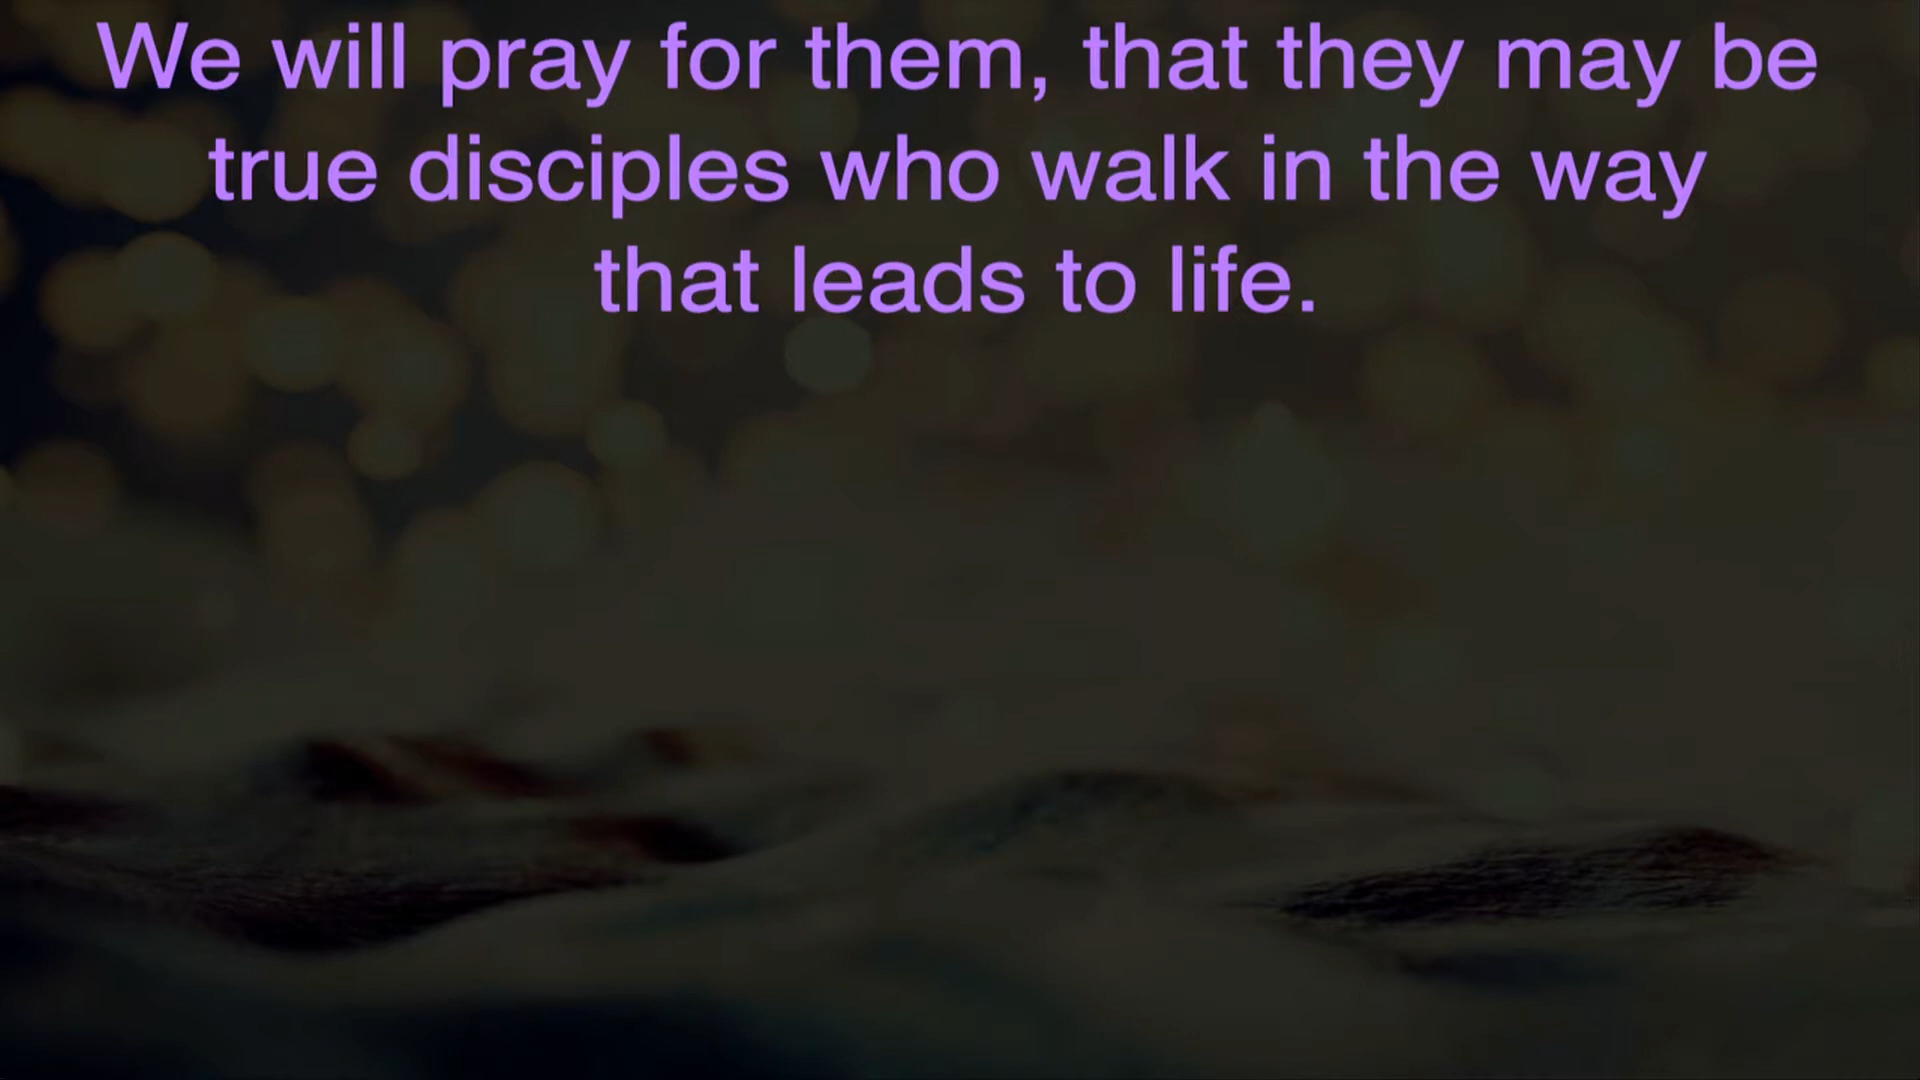 We will pray for them, that they may be
true disciples who walk in the way
that leads to life.